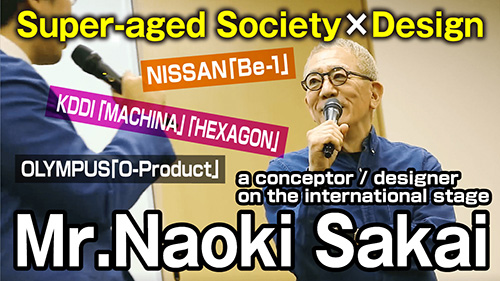 Super-aged Society×Design
NISSAN「Be-1」
KDDI「MACHINA」「HEXAGON」
OLYMPUS「O-Product」
a conceptor / designer
on the international stage
Mr.Naoki Sakai